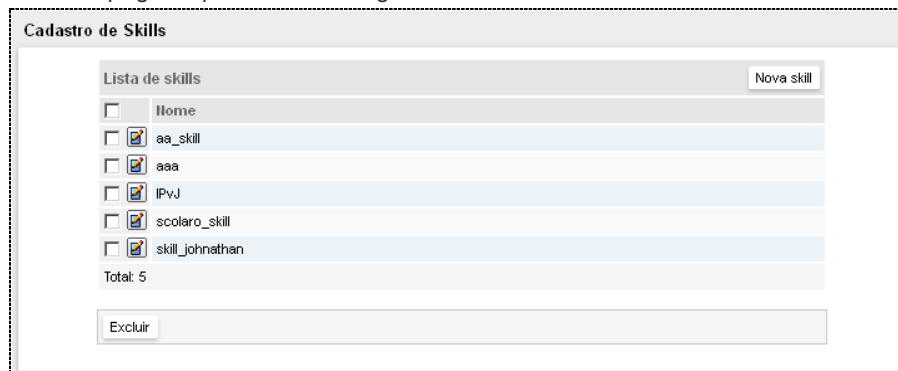 Cadastro de Skills
Lista de skills Nova skill
Nome
aa_skill
aaa
IPvJ
scolaro_skill
skill_johnathan
Total: 5
Excluir